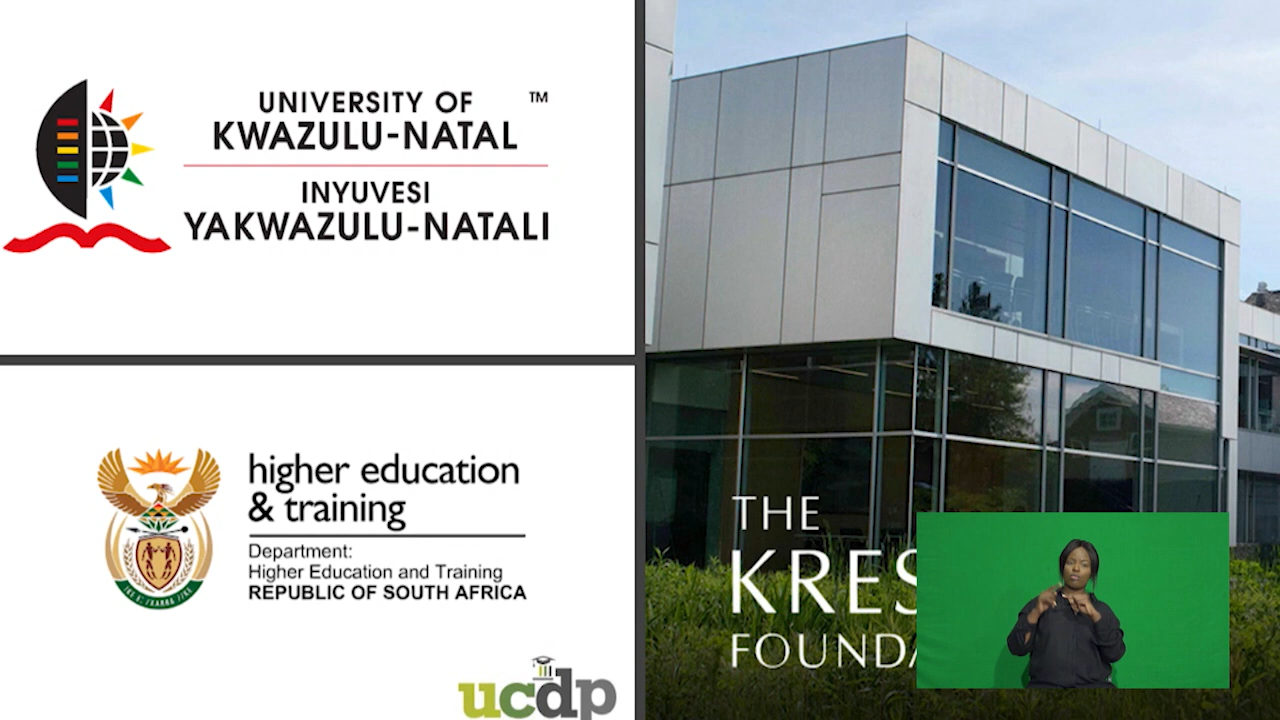 UNIVERSITY OF ™
KWAZULU-NATAL
INYUVESI
YAKWAZULU-NATALI
higher education
& training
Department:
Higher Education and Training
REPUBLIC OF SOUTH AFRICA
ucdp
THE
KRES
FOUNDA